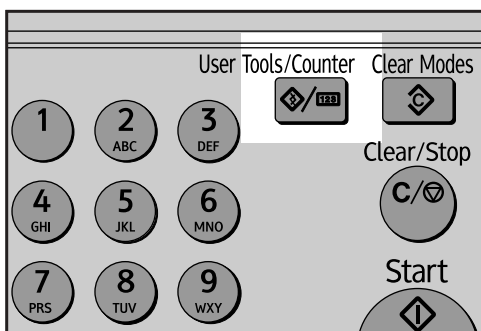 User Tools/Counter Clear Modes
123
C
1 2 3
ABC DEF
Clear/Stop
C/
4 5 6
GHI JKL MNO
Start
7 8 9
PRS TUV WXY